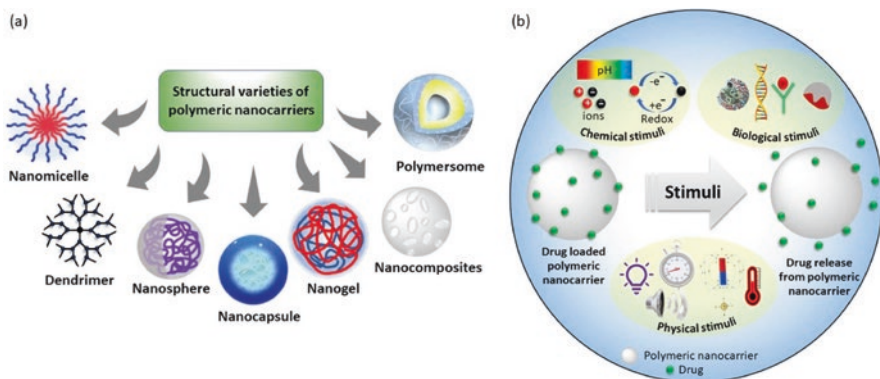 (a)
Structural varieties of
polymeric nanocarriers
Nanomicelle
Polymersome
Dendrimer
Nanosphere
Nanocapsule
Nanogel
Nanocomposites
(b)
pH
ions
-e⁻
+e⁻
Redox
Chemical stimuli
Biological stimuli
Stimuli
Drug loaded
polymeric
nanocarrier
Drug release
from polymeric
nanocarrier
Physical stimuli
Polymeric nanocarrier
Drug